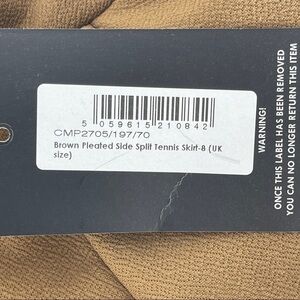 5 059615 210842
CMP2705/197/70
Brown Pleated Side Split Tennis Skirt-8 (UK
size)
WARNING!
ONCE THIS LABEL HAS BEEN REMOVED
YOU CAN NO LONGER RETURN THIS ITEM